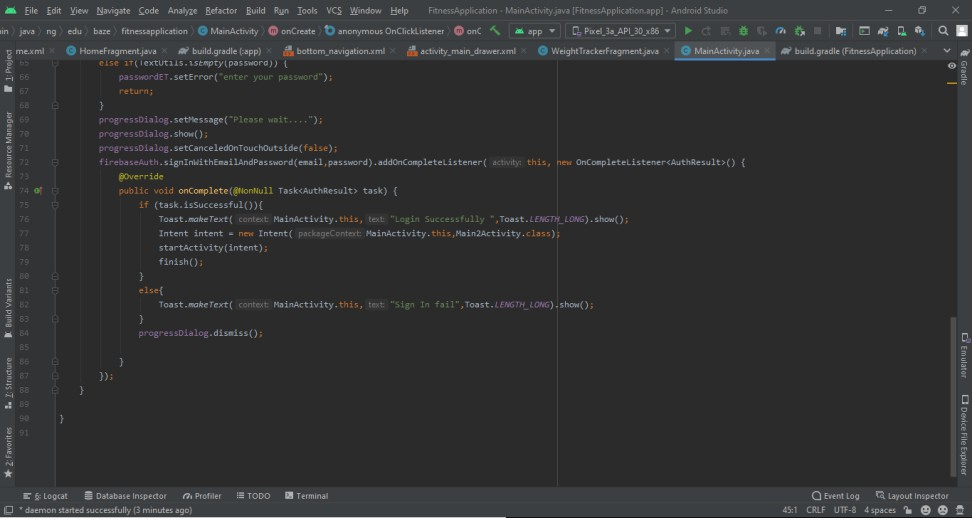 File Edit View Navigate Code Analyze Refactor Build Run Tools VCS Window Help FitnessApplication - MainActivity.java [FitnessApplication.app] - Android Studio
in java ng edu baze fitnessapplication MainActivity onCreate anonymous OnClickListener onC app Pixel_3a_API_30_x86
me.xml HomeFragment.java build.gradle (:app) bottom_navigation.xml activity_main_drawer.xml WeightTrackerFragment.java MainActivity.java build.gradle (FitnessApplication)
65 else if(TextUtils.isEmpty(password)) {
66 passwordET.setError("enter your password");
67 return;
68 }
69 progressDialog.setMessage("Please wait....");
70 progressDialog.show();
71 progressDialog.setCanceledOnTouchOutside(false);
72 firebaseAuth.signInWithEmailAndPassword(email,password).addOnCompleteListener( activity: this, new OnCompleteListener<AuthResult>() {
73 @Override
74 public void onComplete(@NonNull Task<AuthResult> task) {
75 if (task.isSuccessful()){
76 Toast.makeText( context: MainActivity.this, text: "Login Successfully ",Toast.LENGTH_LONG).show();
77 Intent intent = new Intent( packageContext: MainActivity.this,Main2Activity.class);
78 startActivity(intent);
79 finish();
80 }
81 else{
82 Toast.makeText( context: MainActivity.this, text: "Sign In fail",Toast.LENGTH_LONG).show();
83 }
84 progressDialog.dismiss();
85
86 }
87 });
88 }
89
90 }
91
1: Project
Resource Manager
Build Variants
7: Structure
2: Favorites
Gradle
Emulator
Device File Explorer
6: Logcat Database Inspector Profiler TODO Terminal Event Log Layout Inspector
* daemon started successfully (3 minutes ago) 45:1 CRLF UTF-8 4 spaces